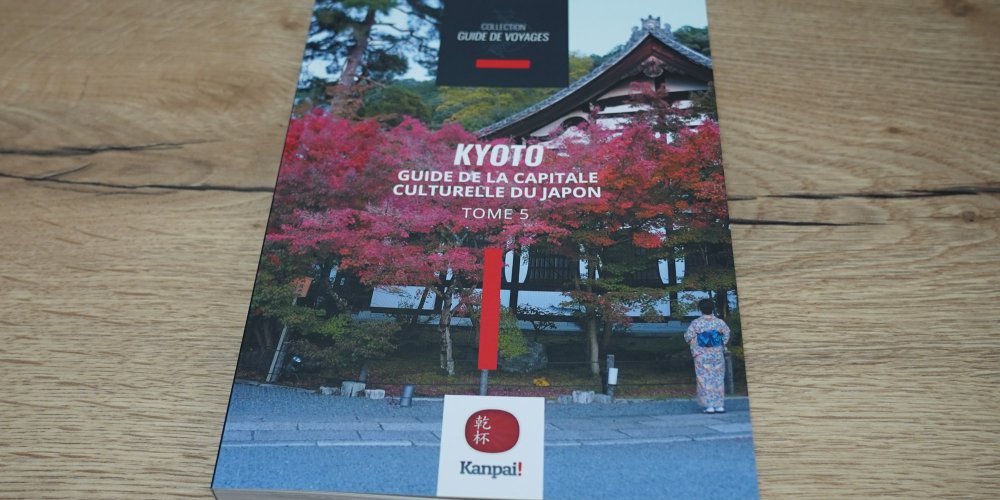 COLLECTION
GUIDE DE VOYAGES
KYOTO
GUIDE DE LA CAPITALE
CULTURELLE DU JAPON
TOME 5
乾
杯
Kanpai!